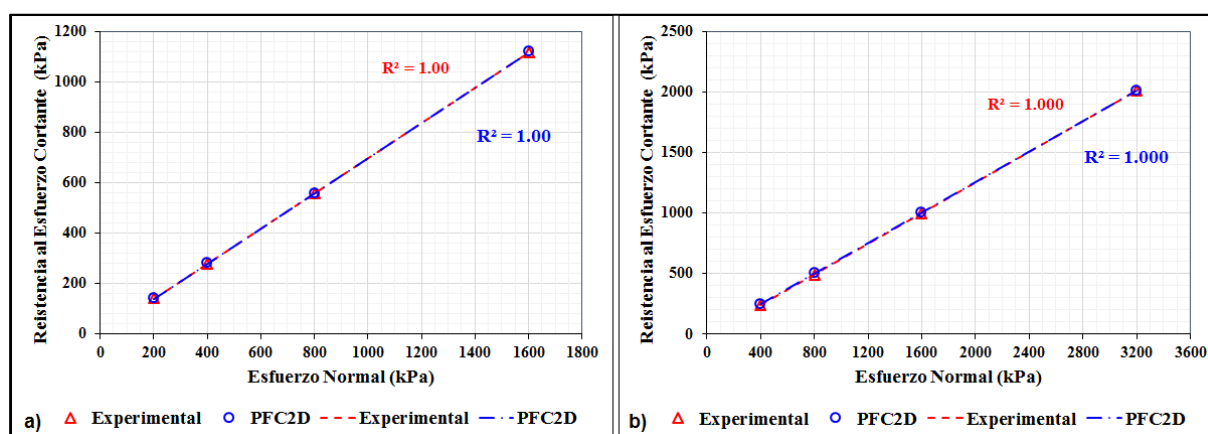 1200
1000
800
600
400
200
0
Reistencia al Esfuerzo Cortante (kPa)
R² = 1.00
R² = 1.00
0 200 400 600 800 1000 1200 1400 1600 1800
Esfuerzo Normal (kPa)
a) Experimental PFC2D Experimental PFC2D
2500
2000
1500
1000
500
0
Reistencia al Esfuerzo Cortante (kPa)
R² = 1.000
R² = 1.000
0 400 800 1200 1600 2000 2400 2800 3200 3600
Esfuerzo Normal (kPa)
b) Experimental PFC2D Experimental PFC2D